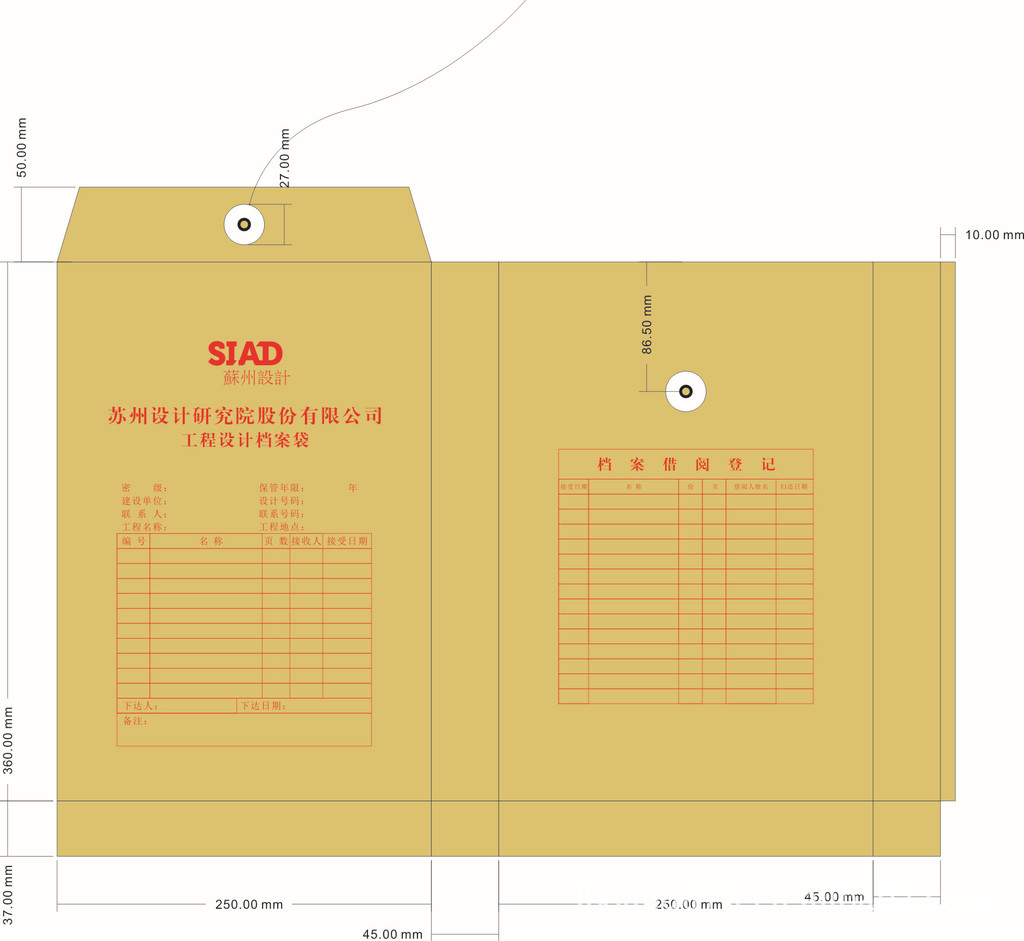 50.00 mm
27.00 mm
10.00 mm
86.50 mm
SIAD
蘇州設計
苏州设计研究院股份有限公司
工程设计档案袋
密 级： 保管年限： 年
建设单位： 设计号码：
联 系 人： 联系号码：
工程名称： 工程地点：
编 号 名 称 页 数 接收人 接受日期
下达人： 下达日期：
备注：
档 案 借 阅 登 记
接受日期 名 称 份 页 借阅人姓名 归还日期
360.00 mm
37.00 mm
250.00 mm
45.00 mm
250.00 mm
45.00 mm